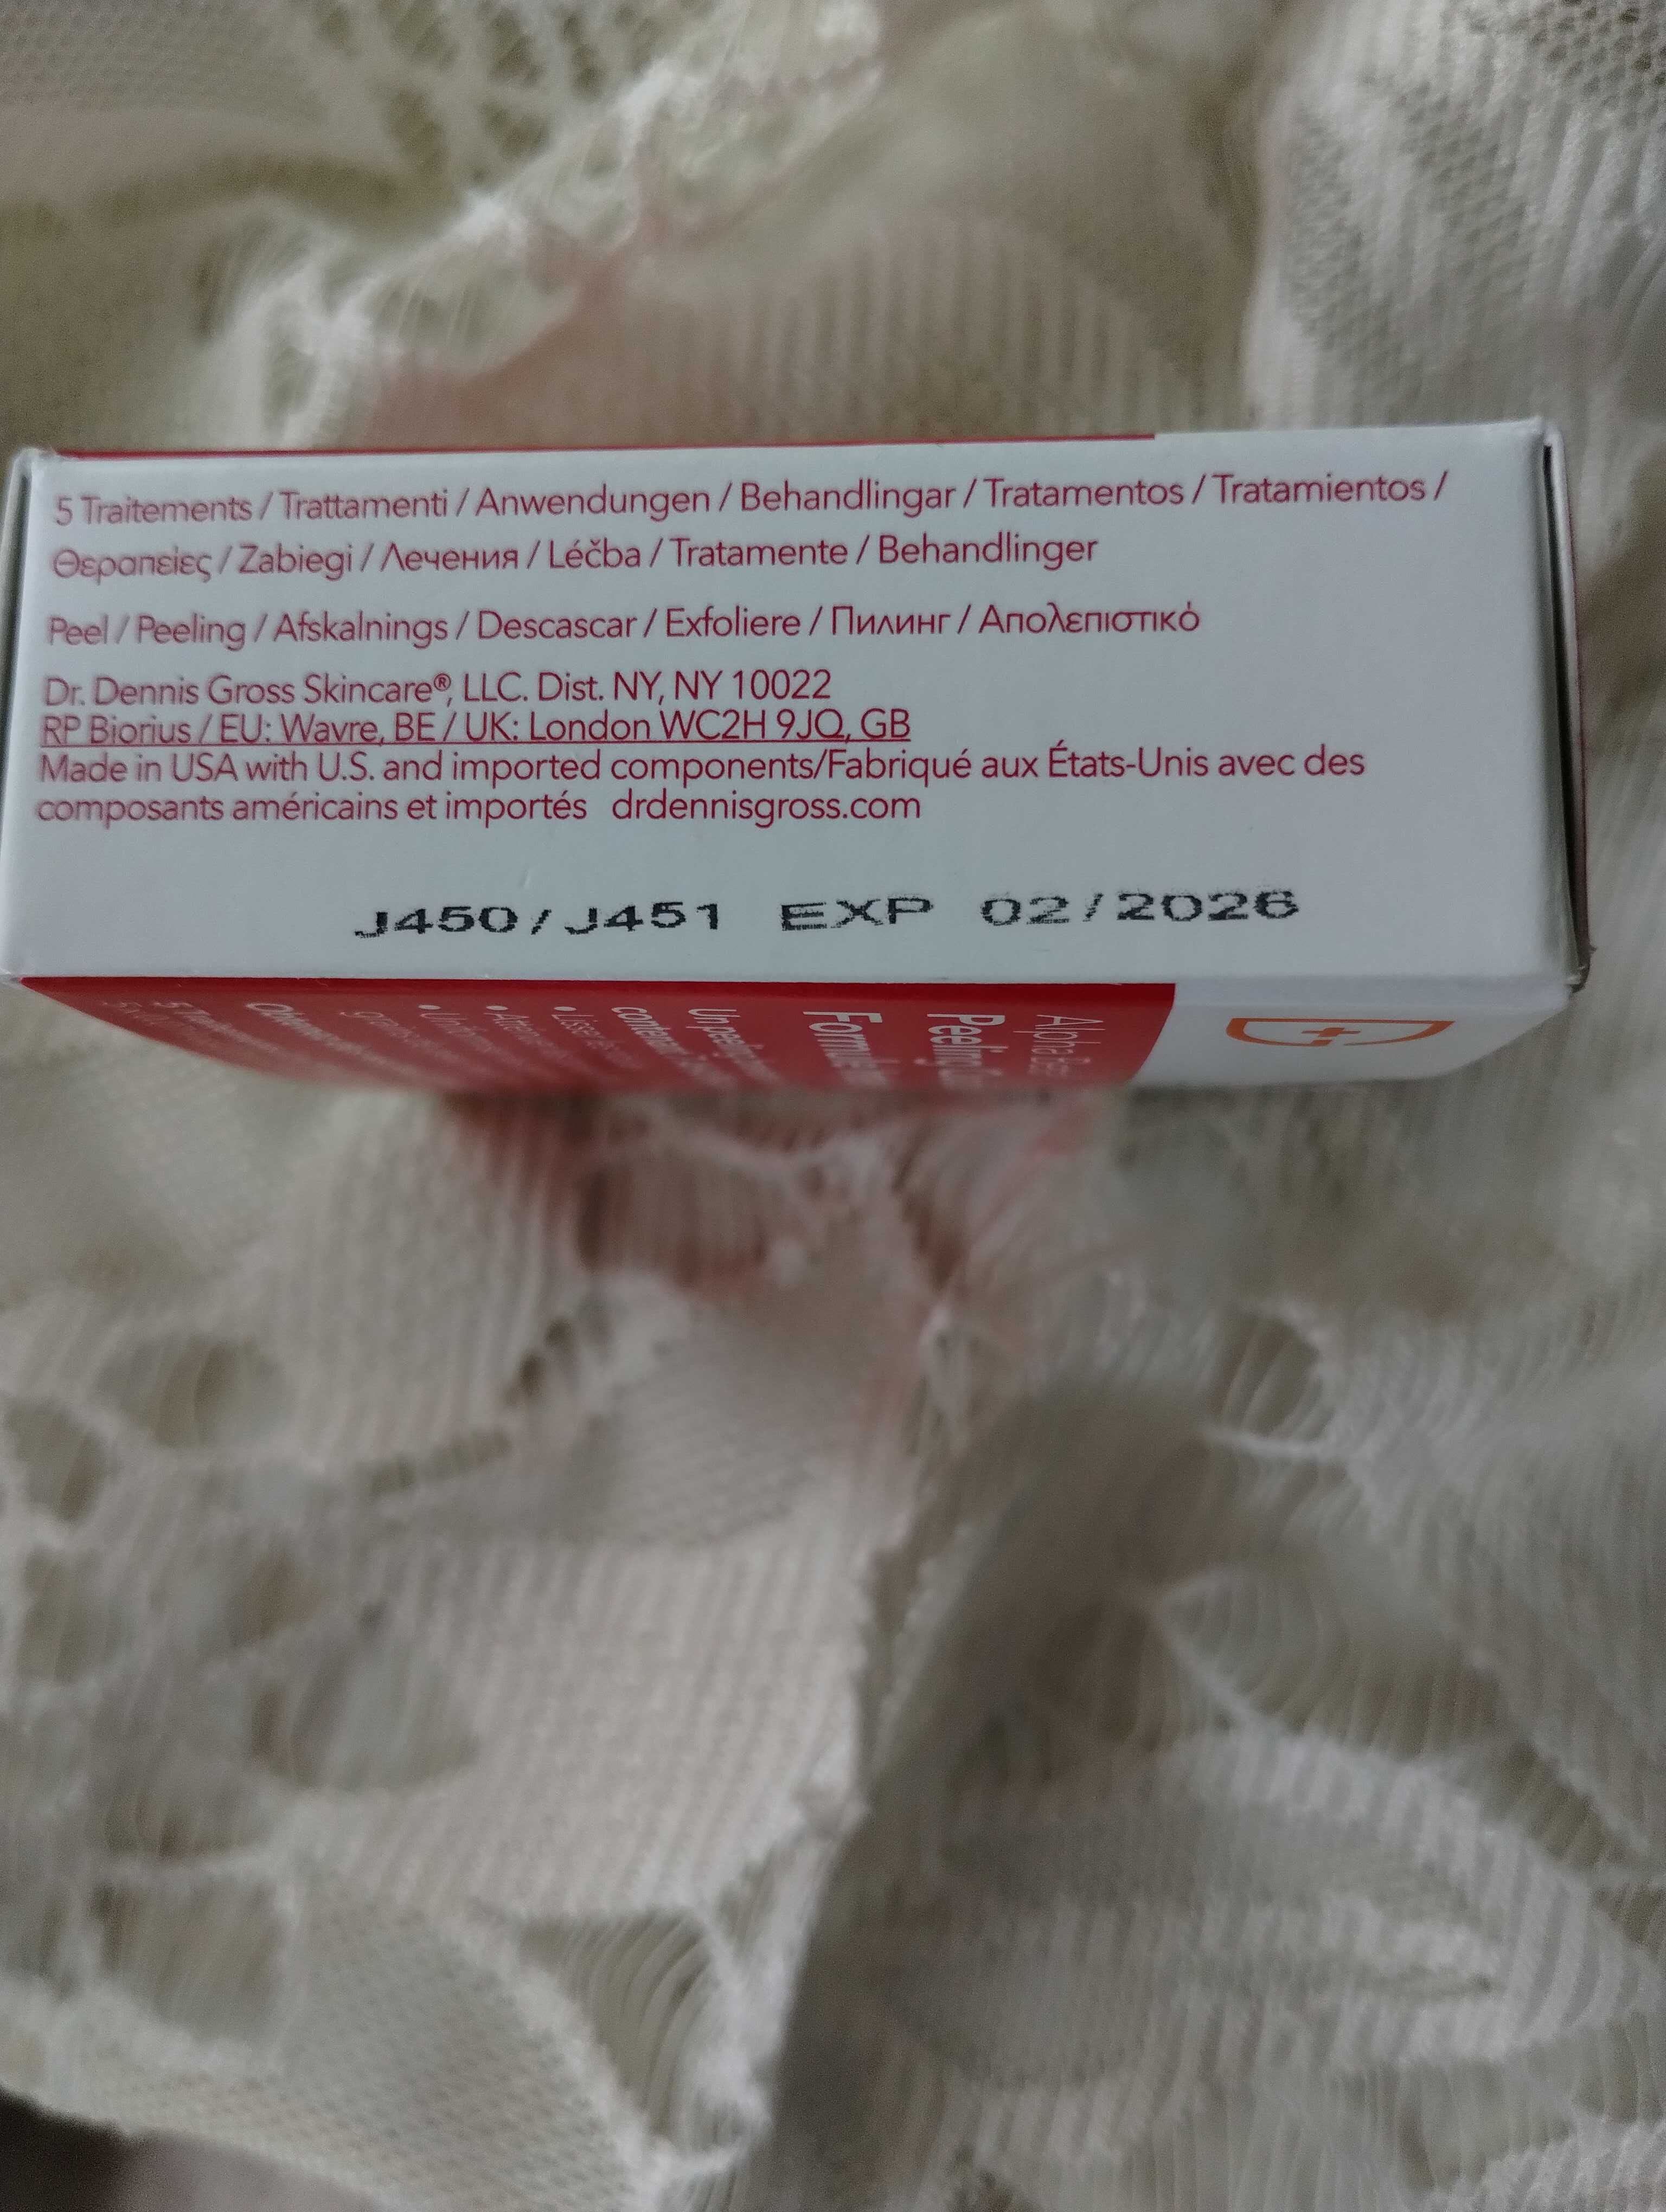 5 Traitements / Trattamenti / Anwendungen / Behandlingar / Tratamentos / Tratamientos /
Θεραπείες / Zabiegi / Лечения / Léčba / Tratamente / Behandlinger
Peel / Peeling / Afskalnings / Descascar / Exfoliere / Пилинг / Απολεπιστικό
Dr. Dennis Gross Skincare®, LLC. Dist. NY, NY 10022
RP Biorius / EU: Wavre, BE / UK: London WC2H 9JQ, GB
Made in USA with U.S. and imported components/Fabriqué aux États-Unis avec des
composants américains et importés drdennisgross.com
J450/J451 EXP 02/2026
Peeling